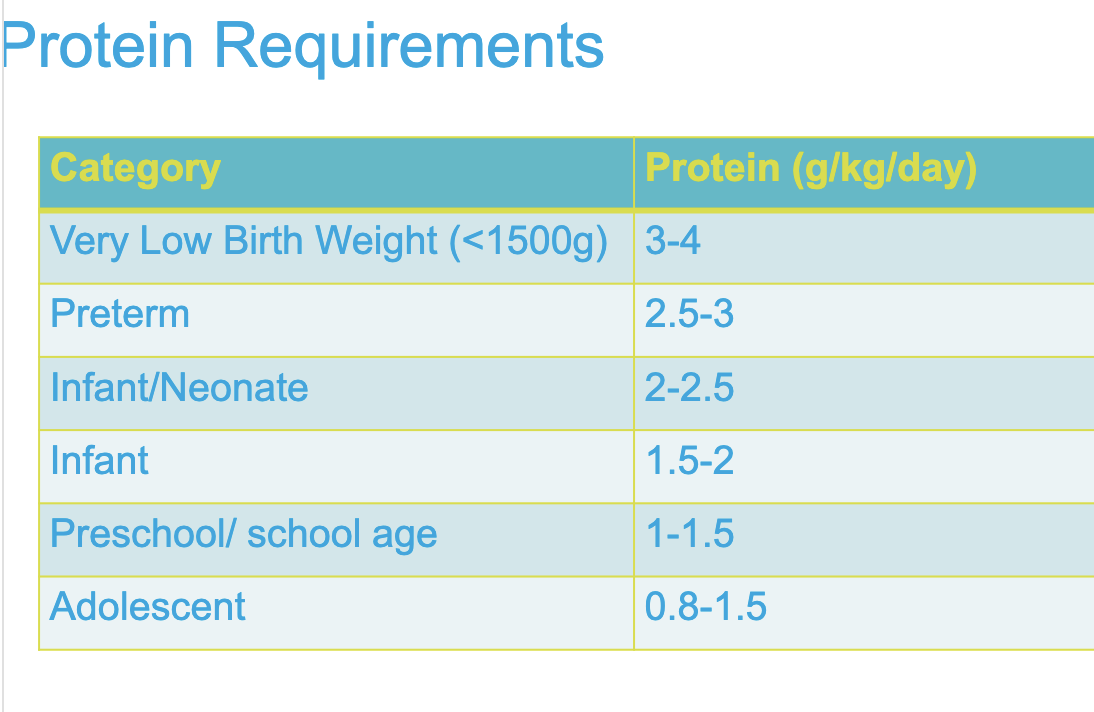 Protein Requirements
Category Protein (g/kg/day)
Very Low Birth Weight (<1500g) 3-4
Preterm 2.5-3
Infant/Neonate 2-2.5
Infant 1.5-2
Preschool/ school age 1-1.5
Adolescent 0.8-1.5